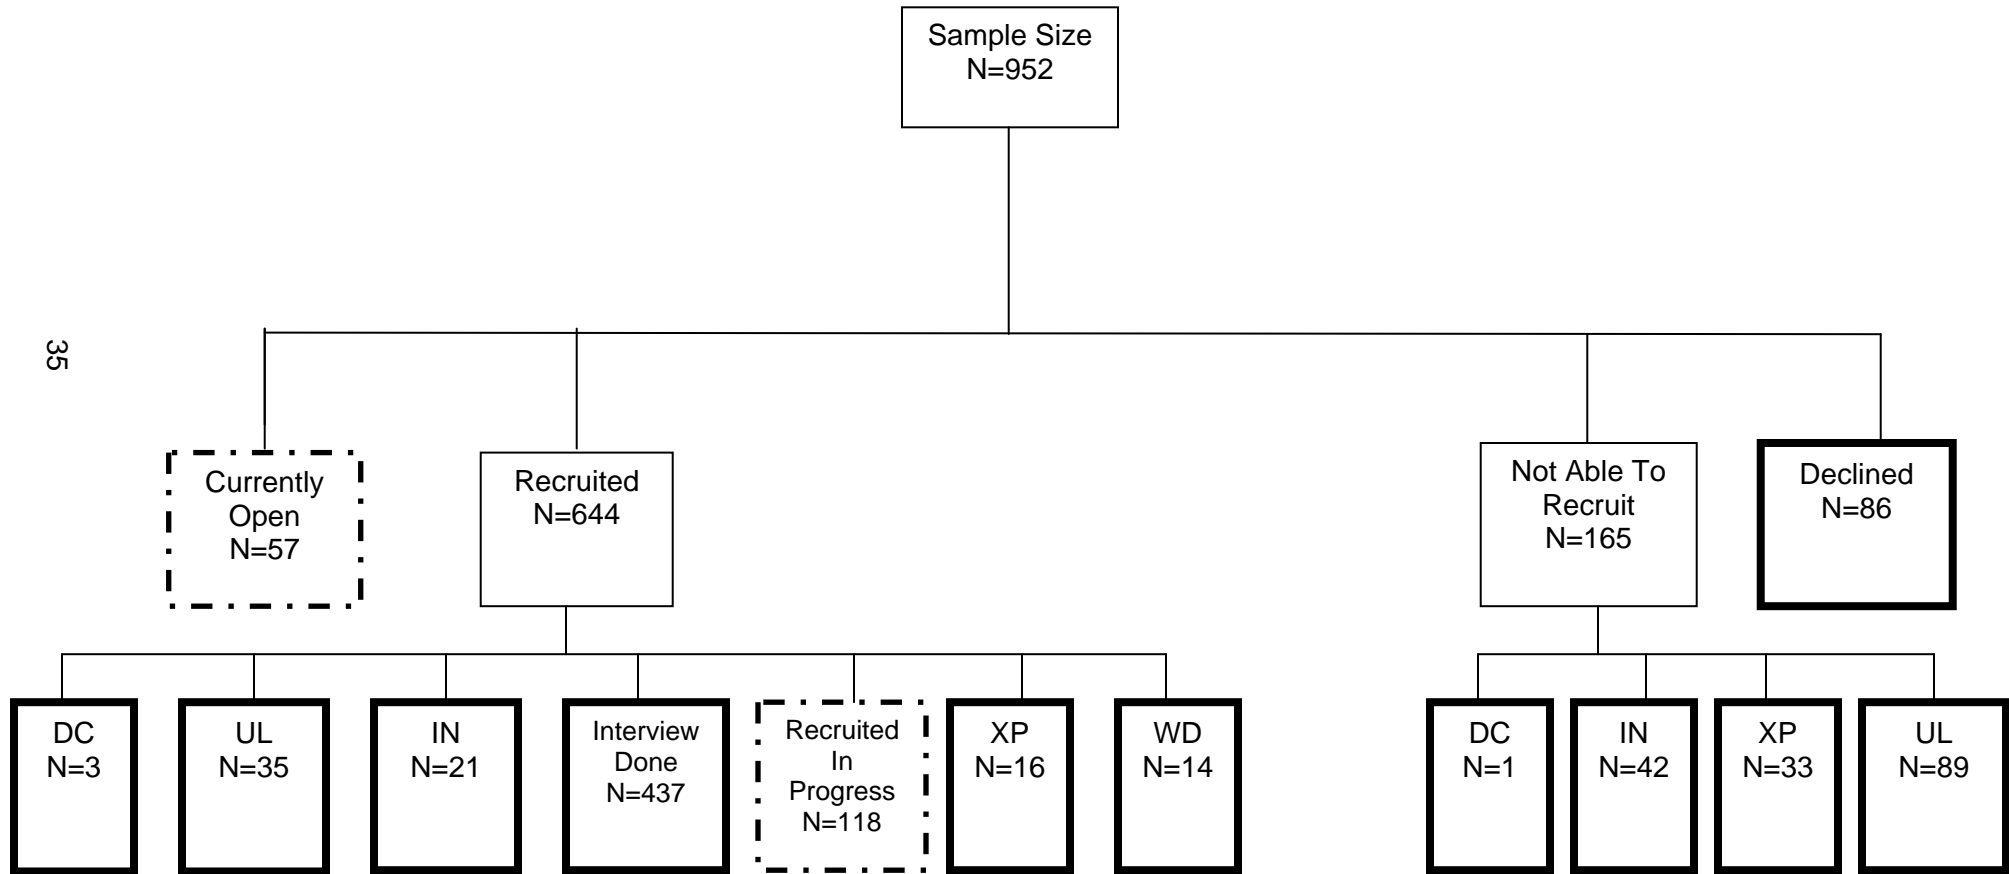 Sample Size
N=952
35
Currently
Open
N=57
Recruited
N=644
Not Able To
Recruit
N=165
Declined
N=86
DC
N=3
UL
N=35
IN
N=21
Interview
Done
N=437
Recruited
In
Progress
N=118
XP
N=16
WD
N=14
DC
N=1
IN
N=42
XP
N=33
UL
N=89